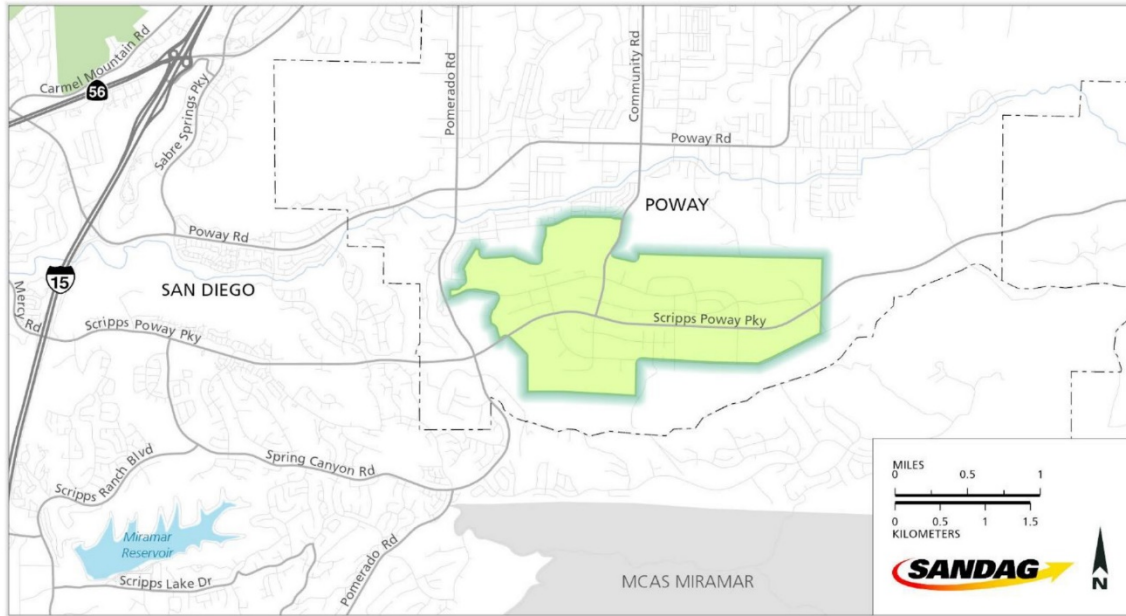 Carmel Mountain Rd
56
Sabre Springs Pky
Pomerado Rd
Community Rd
Poway Rd
POWAY
Poway Rd
15
SAN DIEGO
Mercy Rd
Scripps Poway Pky
Scripps Poway Pky
Spring Canyon Rd
Scripps Ranch Blvd
Miramar
Reservoir
Scripps Lake Dr
Pomerado Rd
MCAS MIRAMAR
MILES
0 0.5 1
0 0.5 1 1.5
KILOMETERS
SANDAG
N